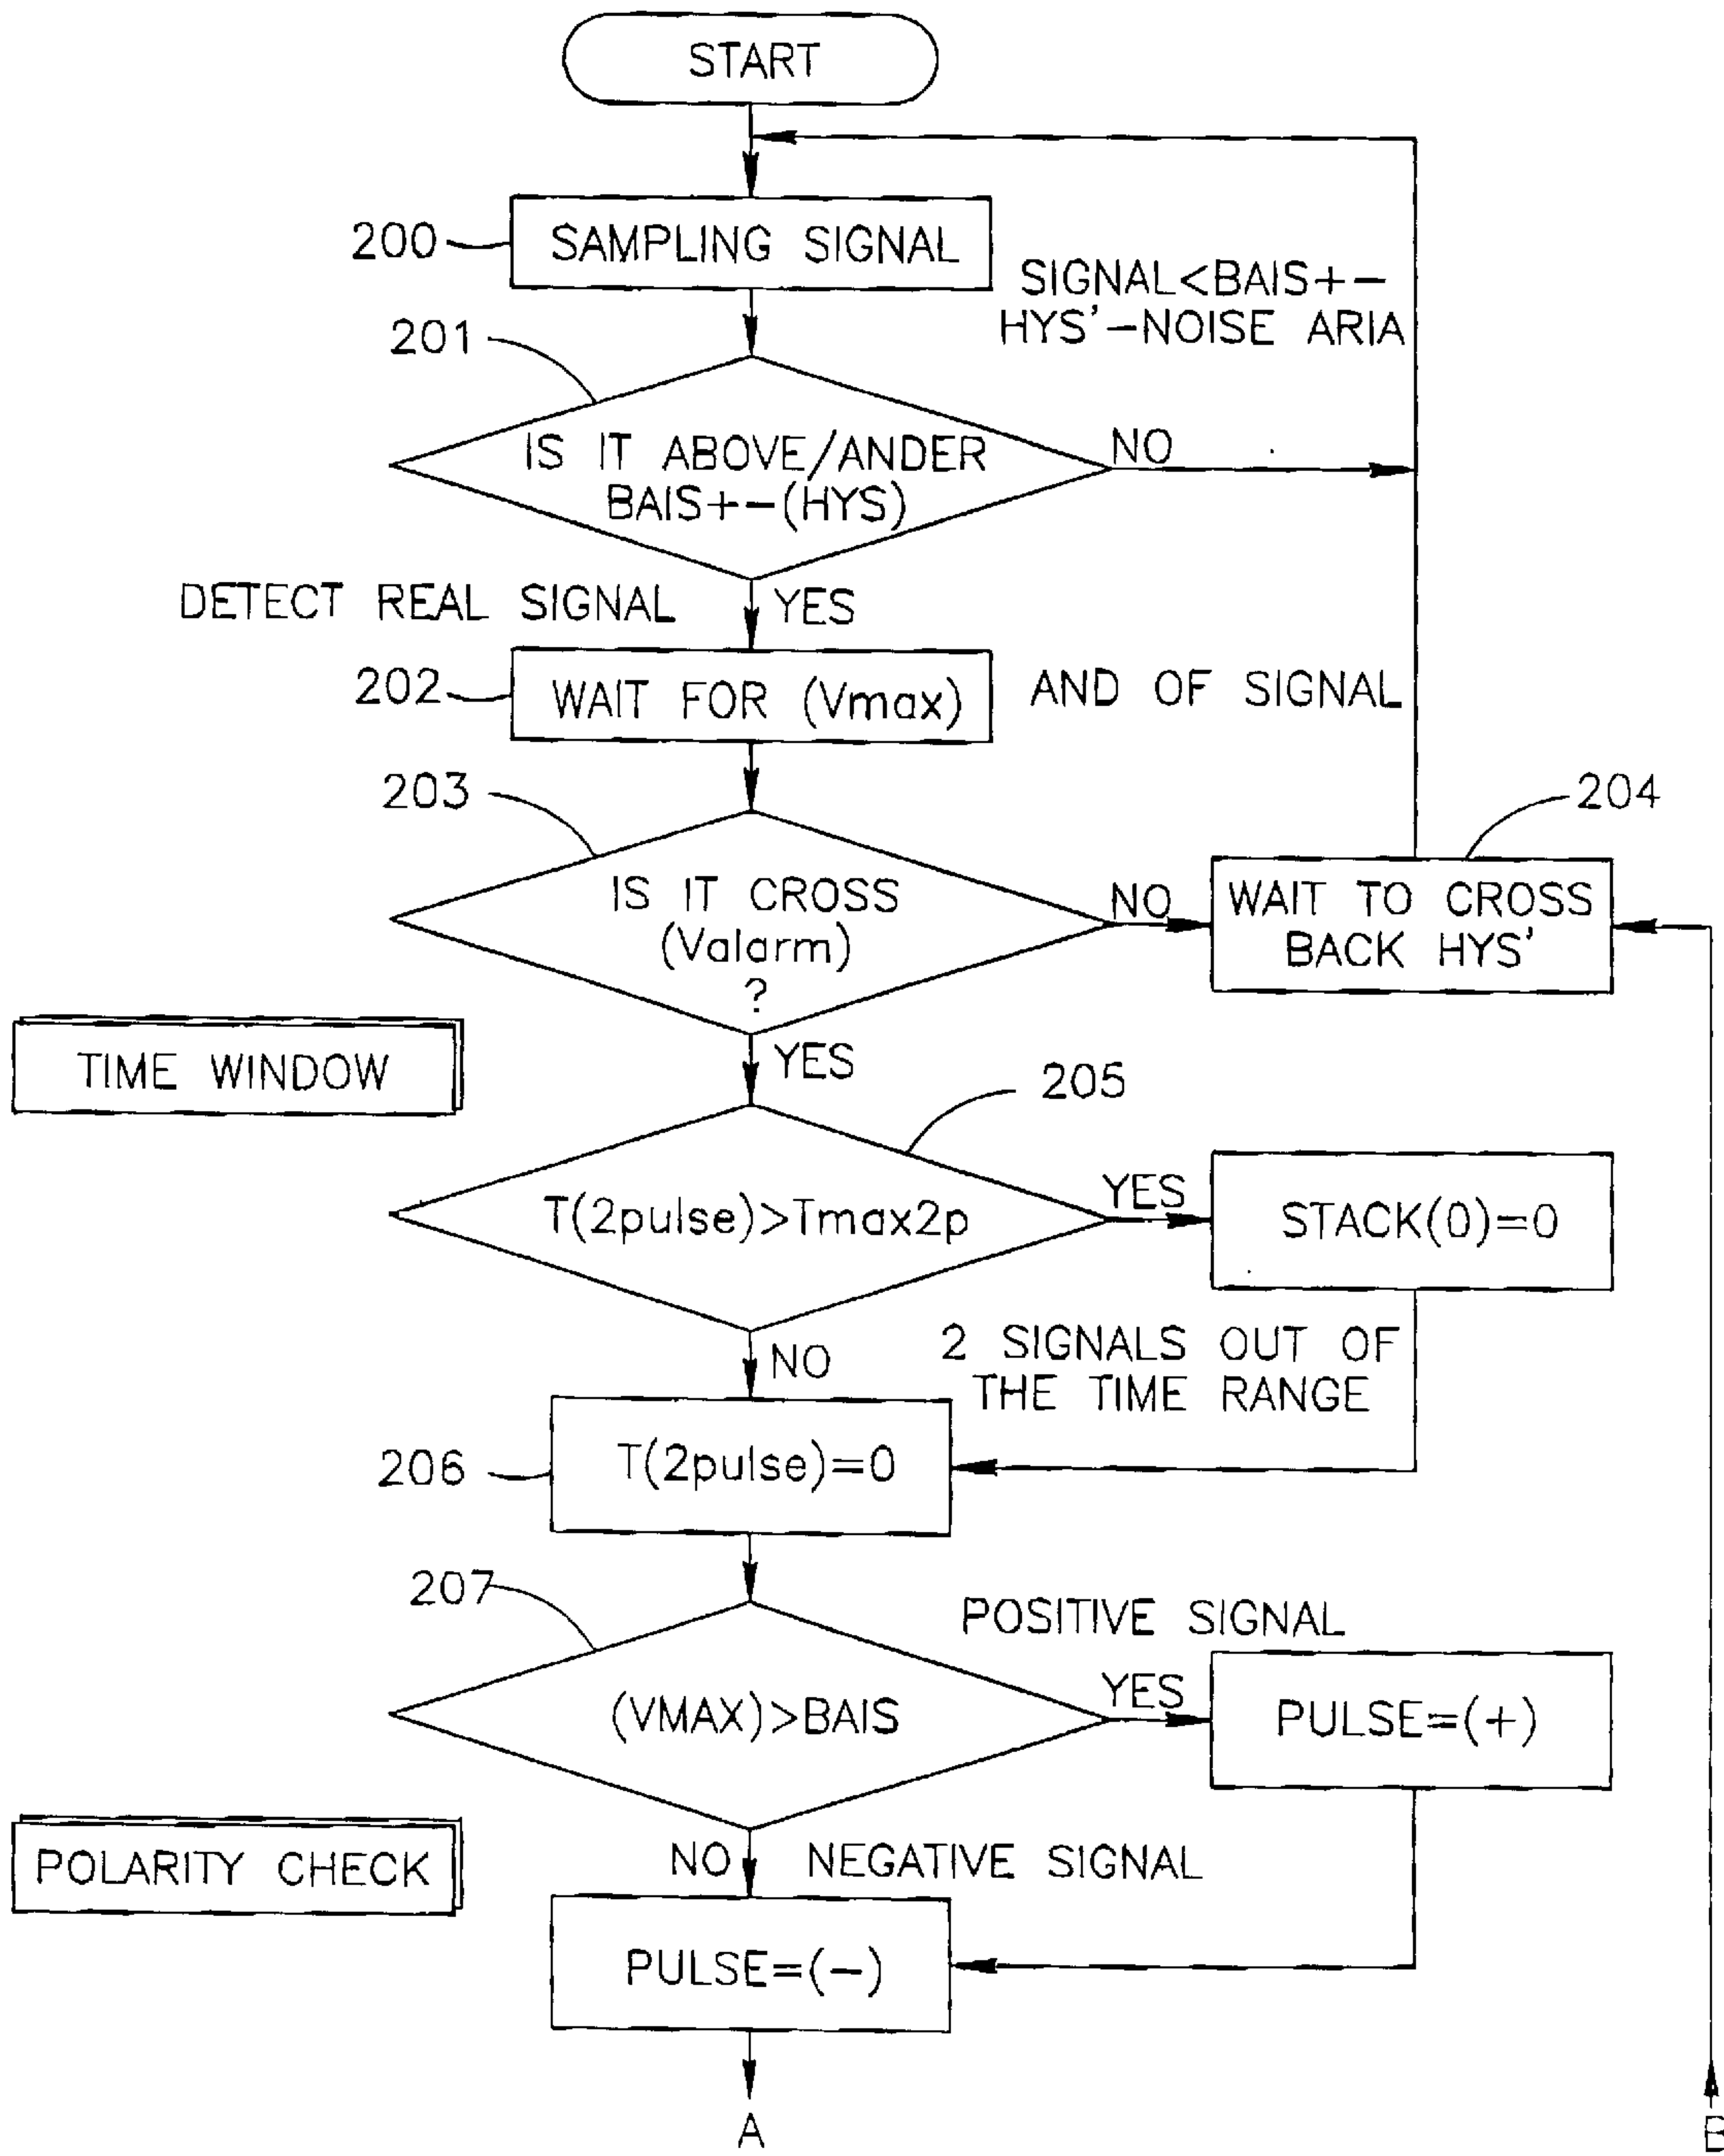 START
200
SAMPLING SIGNAL
SIGNAL<BAIS+-
HYS'-NOISE ARIA
201
IS IT ABOVE/ANDER
BAIS+-(HYS)
NO
DETECT REAL SIGNAL
YES
202
WAIT FOR (Vmax)
AND OF SIGNAL
203
204
IS IT CROSS
(Valarm)
?
NO
WAIT TO CROSS
BACK HYS'
TIME WINDOW
YES
205
T(2pulse)>Tmax2p
YES
STACK(0)=0
NO
2 SIGNALS OUT OF
THE TIME RANGE
206
T(2pulse)=0
207
POSITIVE SIGNAL
(VMAX)>BAIS
YES
PULSE=(+)
POLARITY CHECK
NO
NEGATIVE SIGNAL
PULSE=(-)
A
B